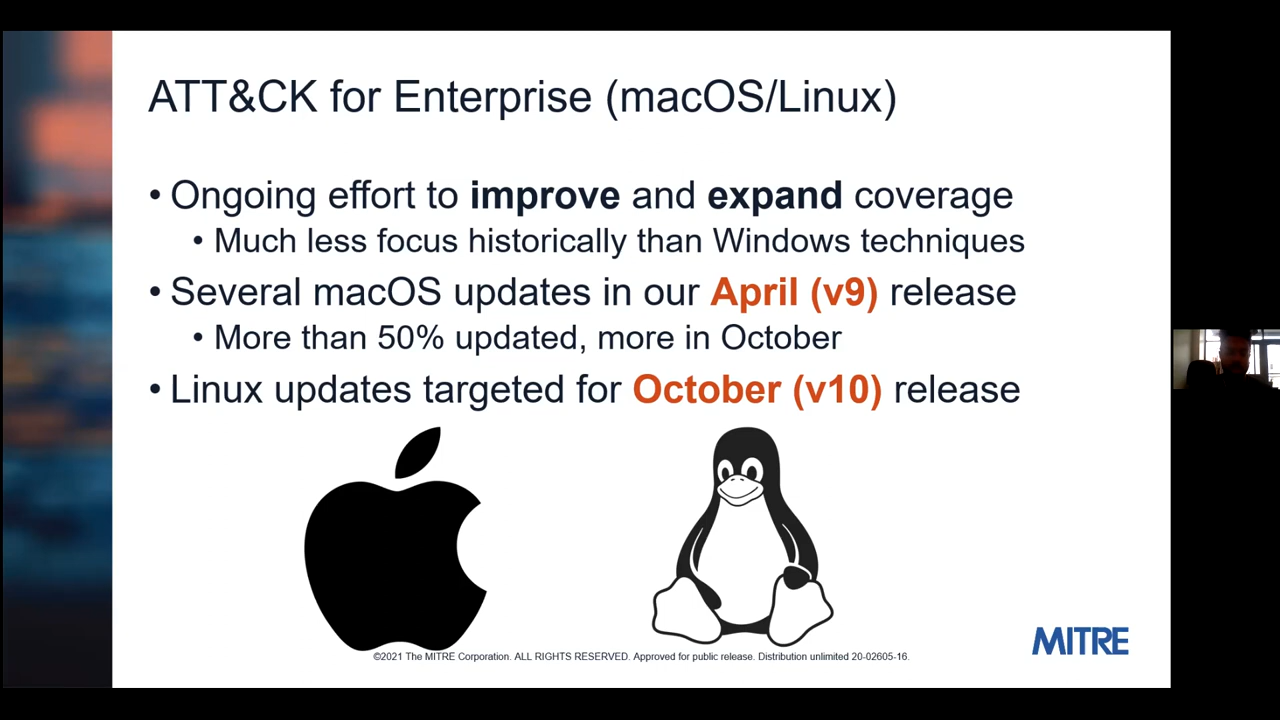 ATT&CK for Enterprise (macOS/Linux)
• Ongoing effort to improve and expand coverage
• Much less focus historically than Windows techniques
• Several macOS updates in our April (v9) release
• More than 50% updated, more in October
• Linux updates targeted for October (v10) release
MITRE
©2021 The MITRE Corporation. ALL RIGHTS RESERVED. Approved for public release. Distribution unlimited 20-02605-16.